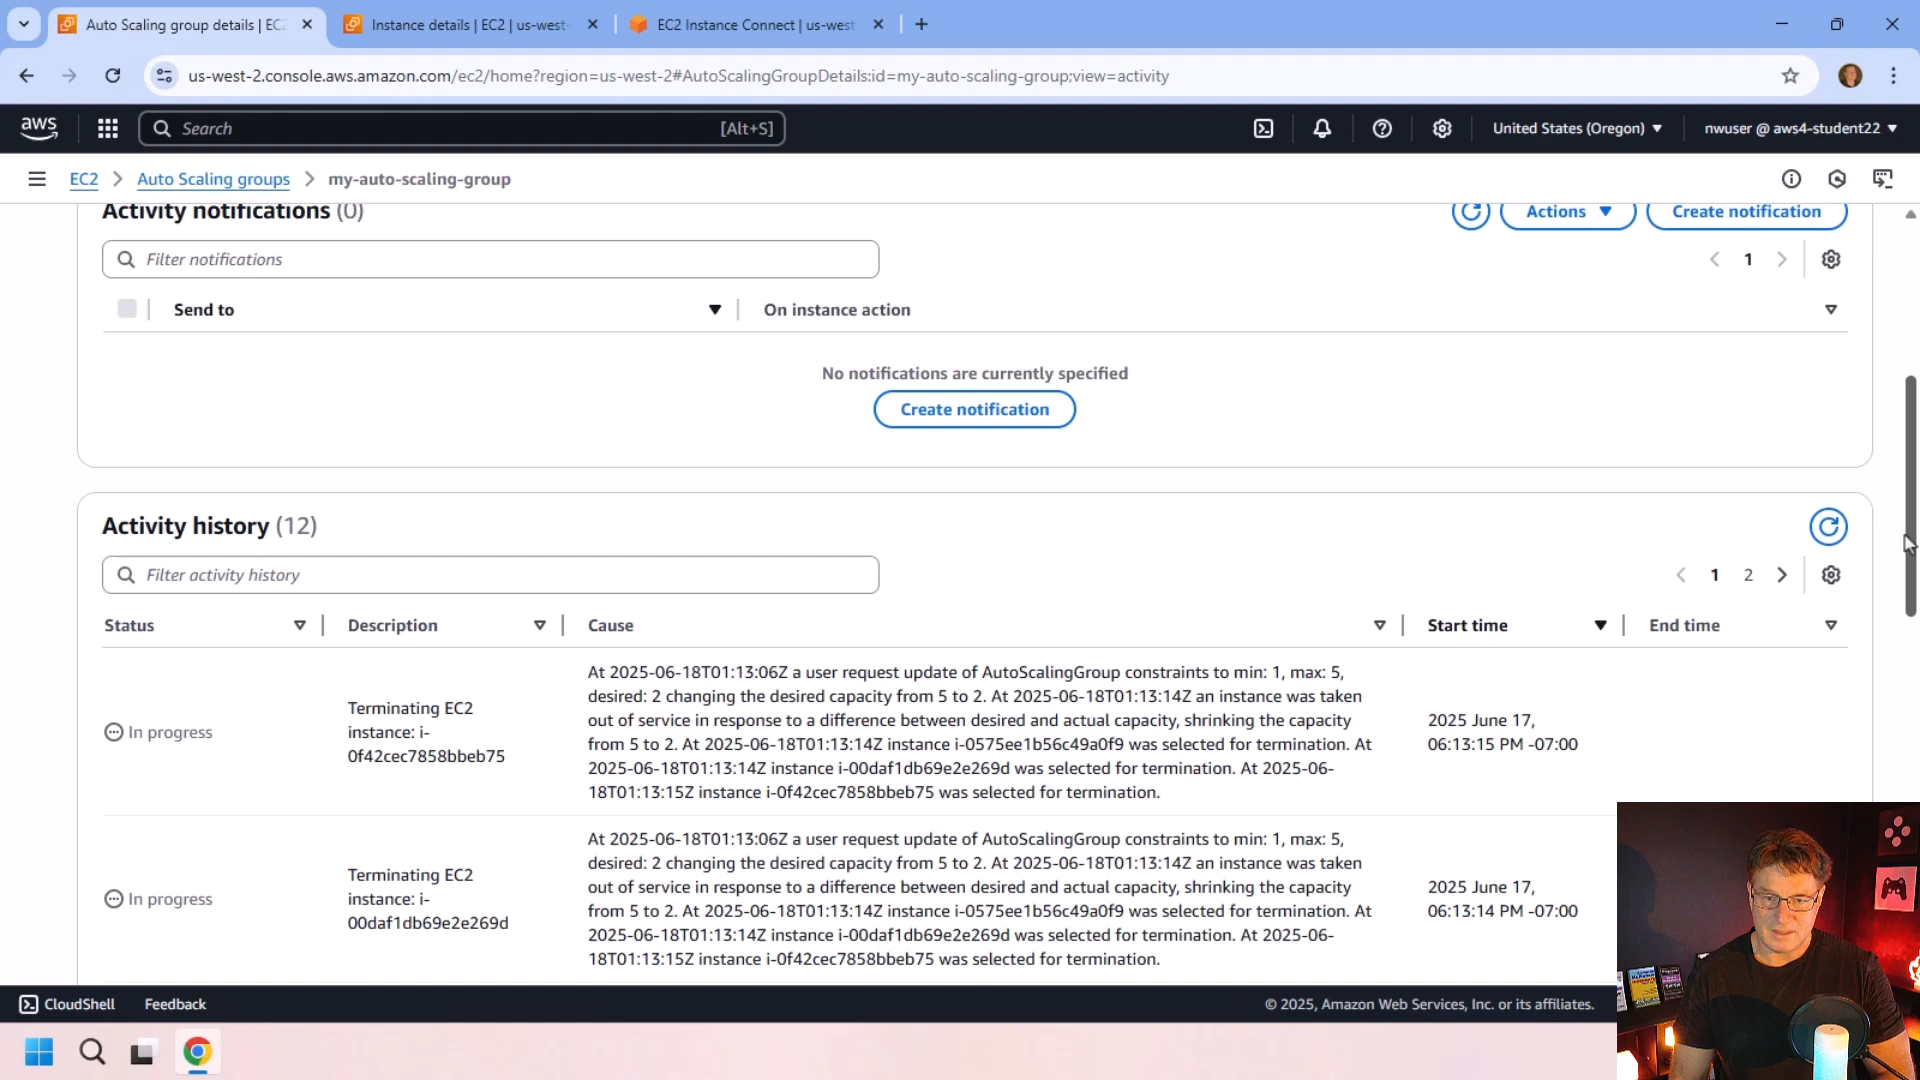 Auto Scaling group details | EC2
Instance details | EC2 | us-west-
EC2 Instance Connect | us-west
us-west-2.console.aws.amazon.com/ec2/home?region=us-west-2#AutoScalingGroupDetails:id=my-auto-scaling-group;view=activity
aws
Search
[Alt+S]
United States (Oregon)
nwuser @ aws4-student22
EC2
Auto Scaling groups
my-auto-scaling-group
Activity notifications (0)
Actions
Create notification
Filter notifications
1
Send to
On instance action
No notifications are currently specified
Create notification
Activity history (12)
Filter activity history
1 2
Status
Description
Cause
Start time
End time
In progress
Terminating EC2
instance: i-
0f42cec7858bbeb75
At 2025-06-18T01:13:06Z a user request update of AutoScalingGroup constraints to min: 1, max: 5,
desired: 2 changing the desired capacity from 5 to 2. At 2025-06-18T01:13:14Z an instance was taken
out of service in response to a difference between desired and actual capacity, shrinking the capacity
from 5 to 2. At 2025-06-18T01:13:14Z instance i-0575ee1b56c49a0f9 was selected for termination. At
2025-06-18T01:13:14Z instance i-00daf1db69e2e269d was selected for termination. At 2025-06-
18T01:13:15Z instance i-0f42cec7858bbeb75 was selected for termination.
2025 June 17,
06:13:15 PM -07:00
In progress
Terminating EC2
instance: i-
00daf1db69e2e269d
At 2025-06-18T01:13:06Z a user request update of AutoScalingGroup constraints to min: 1, max: 5,
desired: 2 changing the desired capacity from 5 to 2. At 2025-06-18T01:13:14Z an instance was taken
out of service in response to a difference between desired and actual capacity, shrinking the capacity
from 5 to 2. At 2025-06-18T01:13:14Z instance i-0575ee1b56c49a0f9 was selected for termination. At
2025-06-18T01:13:14Z instance i-00daf1db69e2e269d was selected for termination. At 2025-06-
18T01:13:15Z instance i-0f42cec7858bbeb75 was selected for termination.
2025 June 17,
06:13:14 PM -07:00
CloudShell
Feedback
© 2025, Amazon Web Services, Inc. or its affiliates.